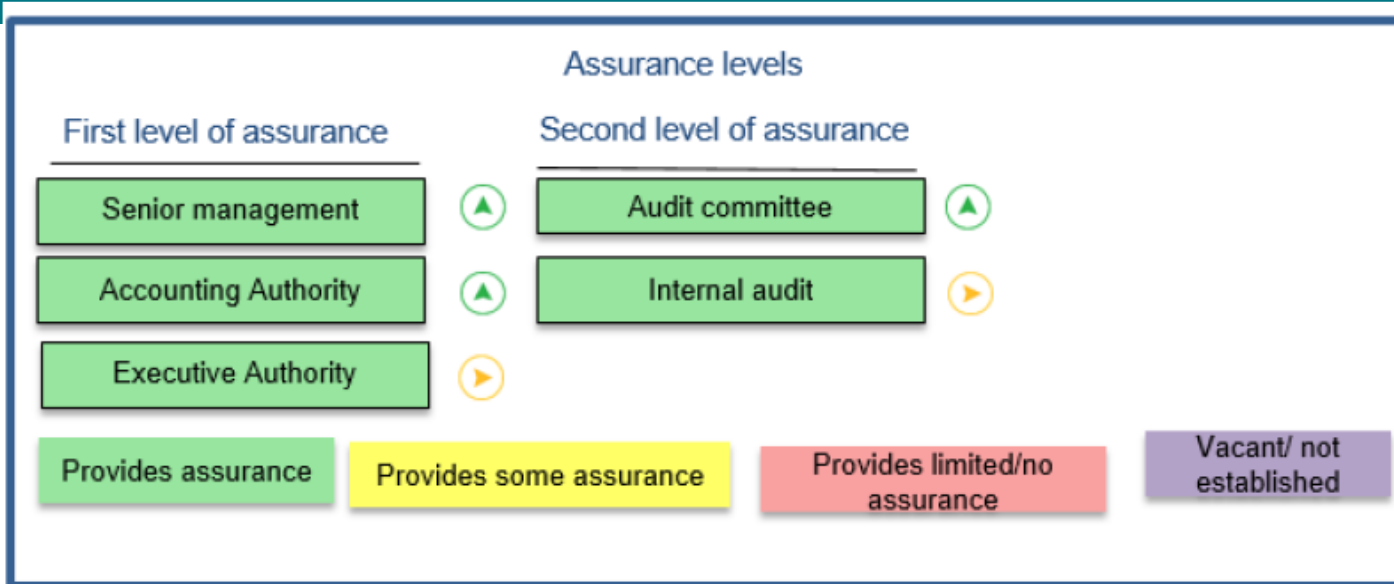 Assurance levels
First level of assurance
Second level of assurance
Senior management
Audit committee
Accounting Authority
Internal audit
Executive Authority
Provides assurance
Provides some assurance
Provides limited/no
assurance
Vacant/ not
established